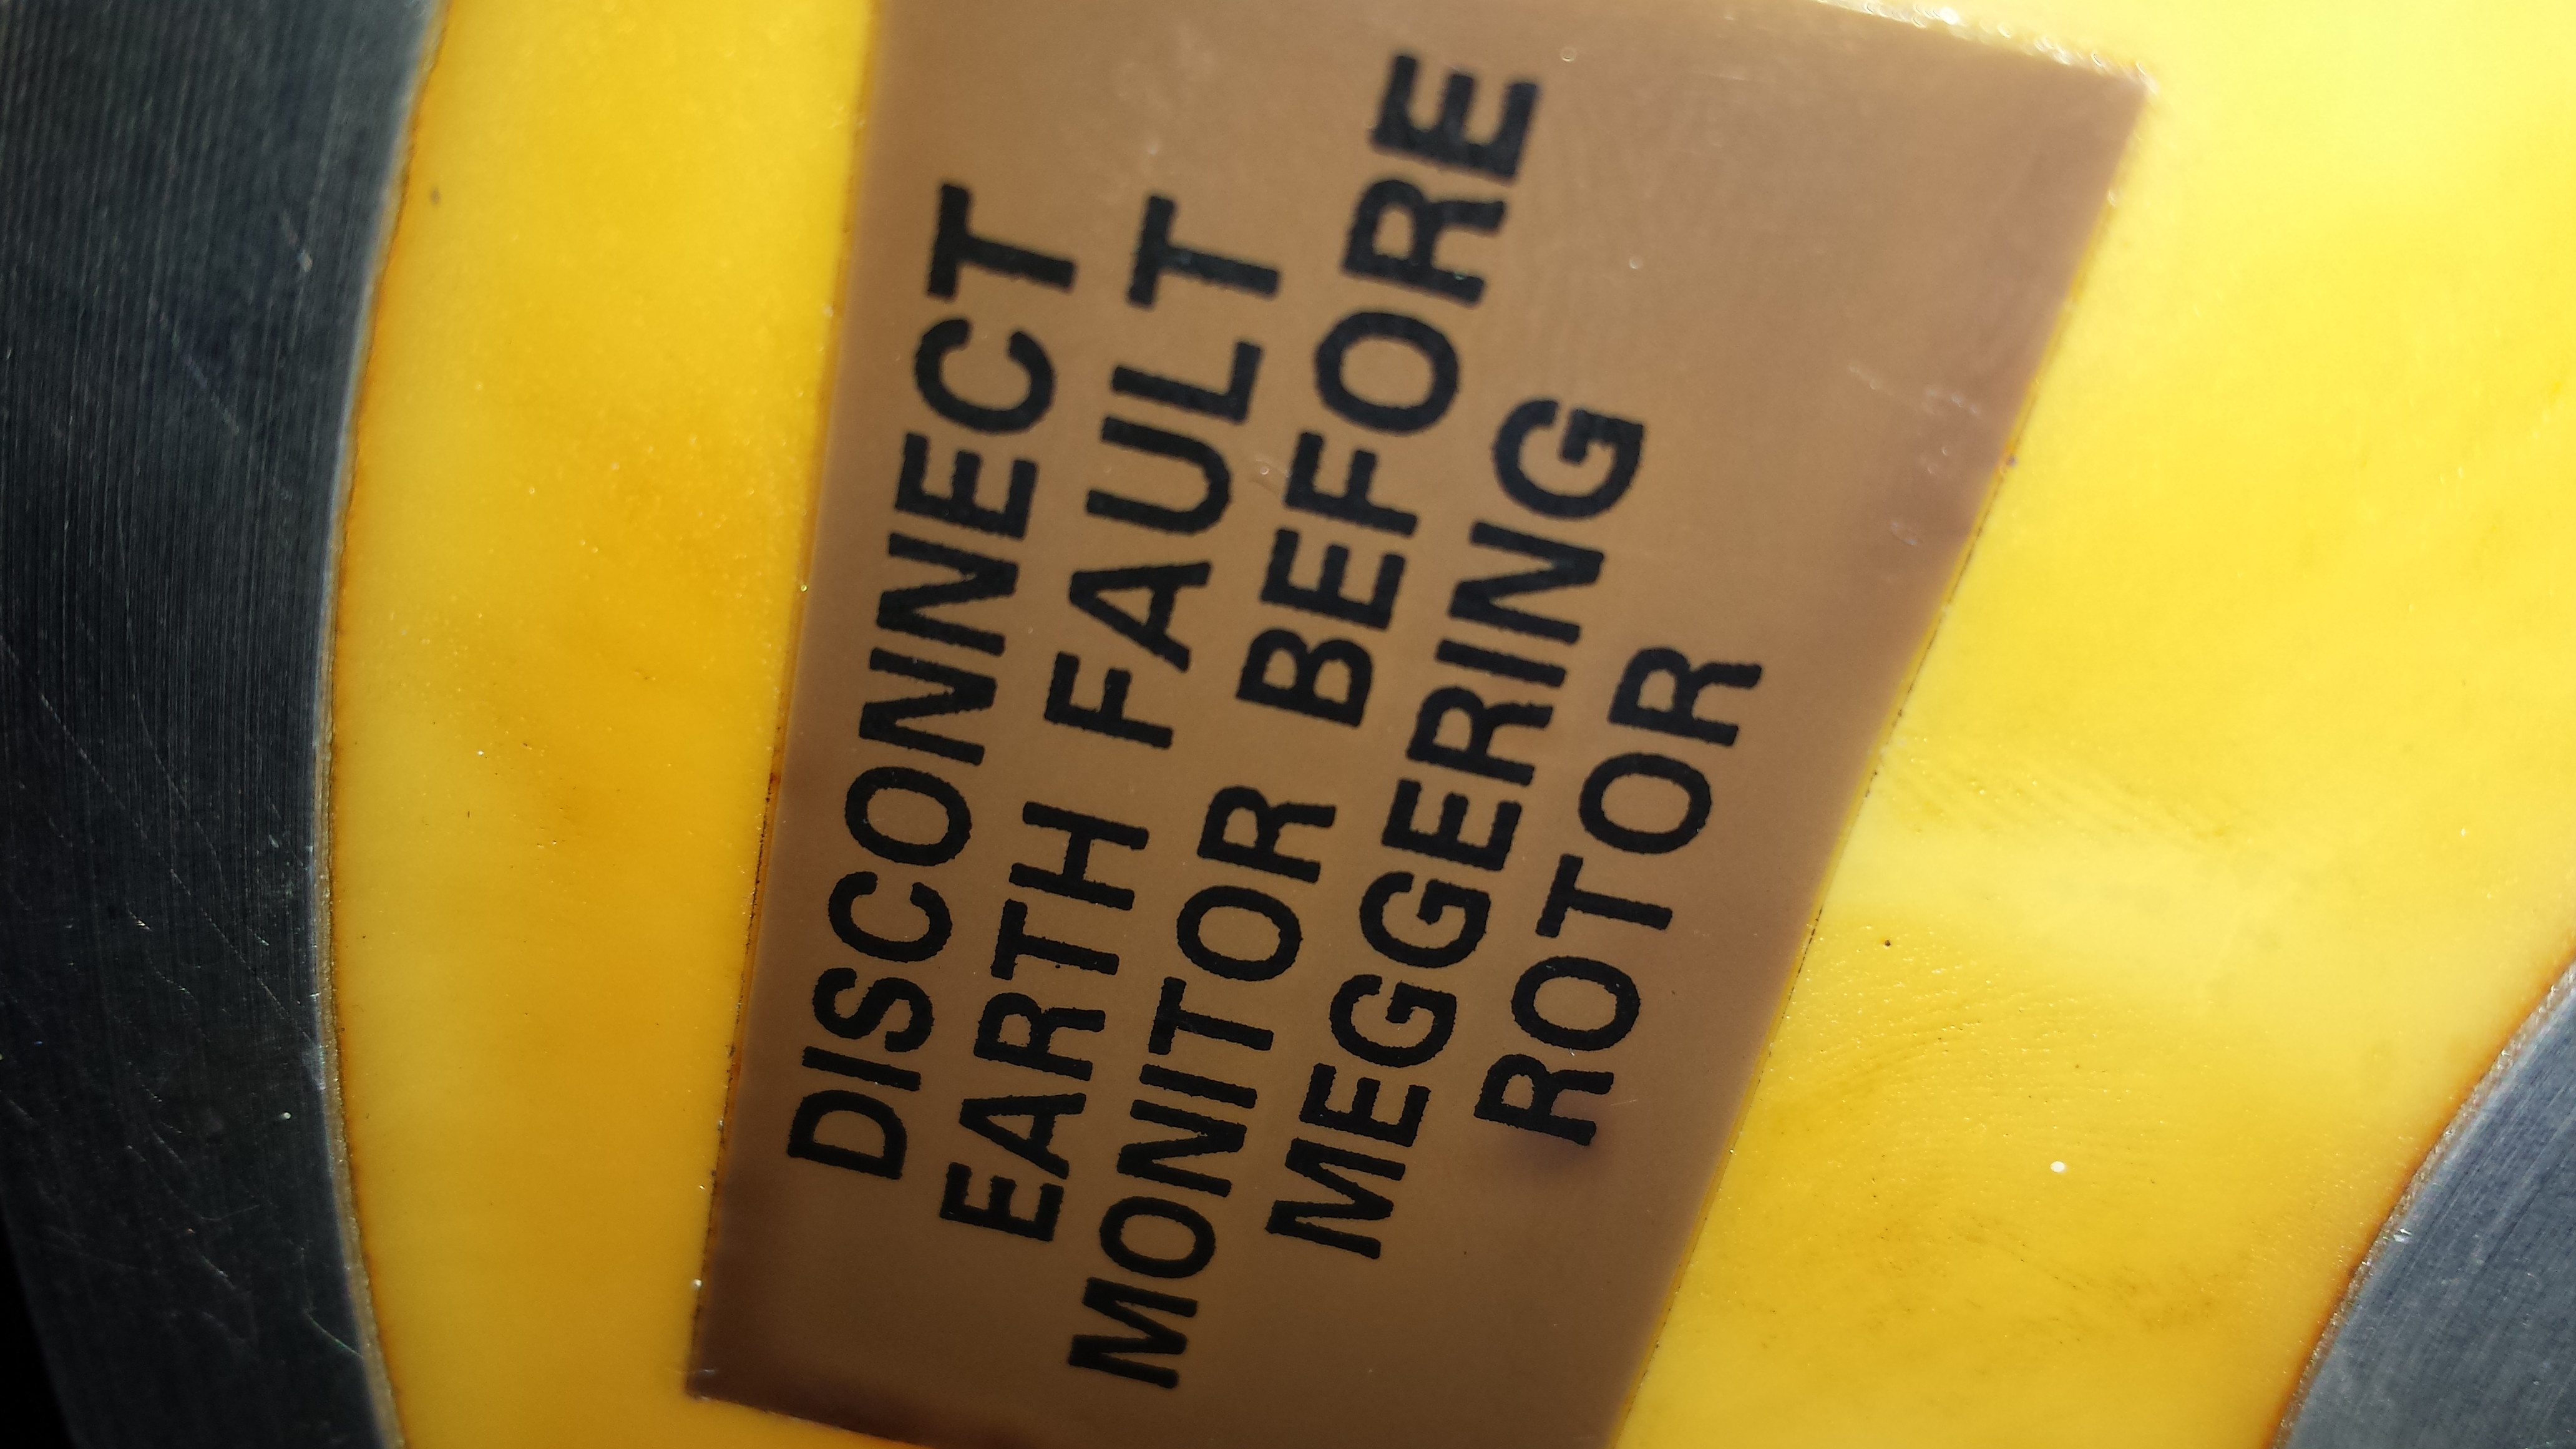 DISCONNECT
EARTH FAULT
MONITOR BEFORE
MEGGERING
ROTOR